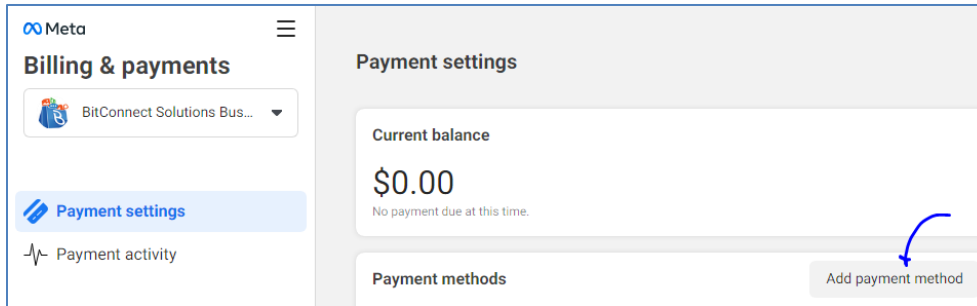 Meta
Billing & payments
BitConnect Solutions Bus...
Payment settings
Payment activity
Payment settings
Current balance
$0.00
No payment due at this time.
Payment methods
Add payment method